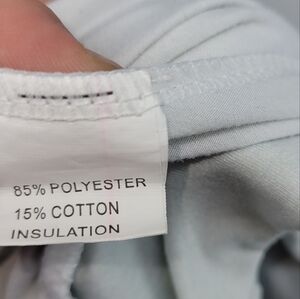 85% POLYESTER
15% COTTON
INSULATION